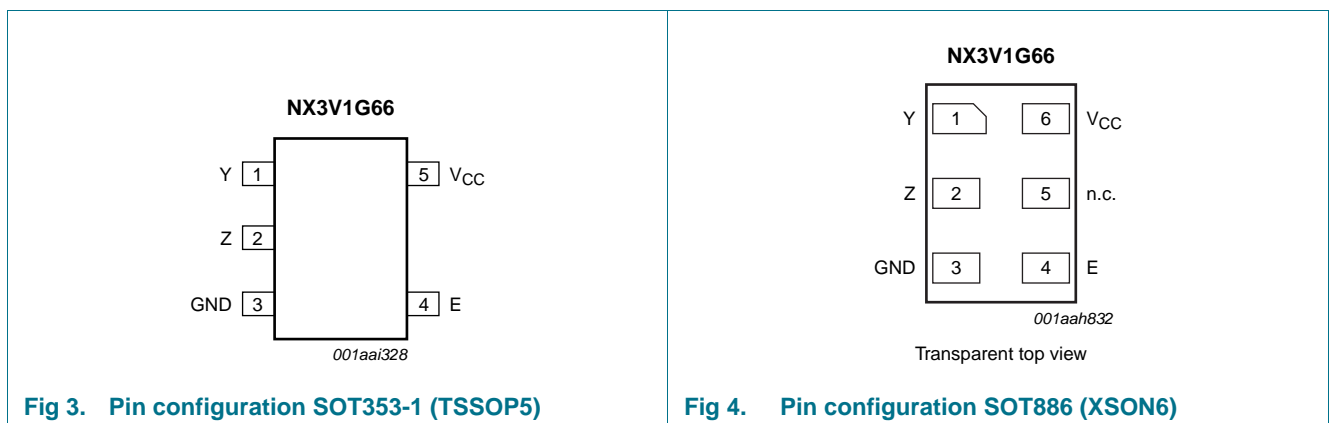 NX3V1G66
Y 1 5 VCC
Z 2
GND 3 4 E
001aai328
Fig 3. Pin configuration SOT353-1 (TSSOP5)
NX3V1G66
Y 1 6 VCC
Z 2 5 n.c.
GND 3 4 E
001aah832
Transparent top view
Fig 4. Pin configuration SOT886 (XSON6)